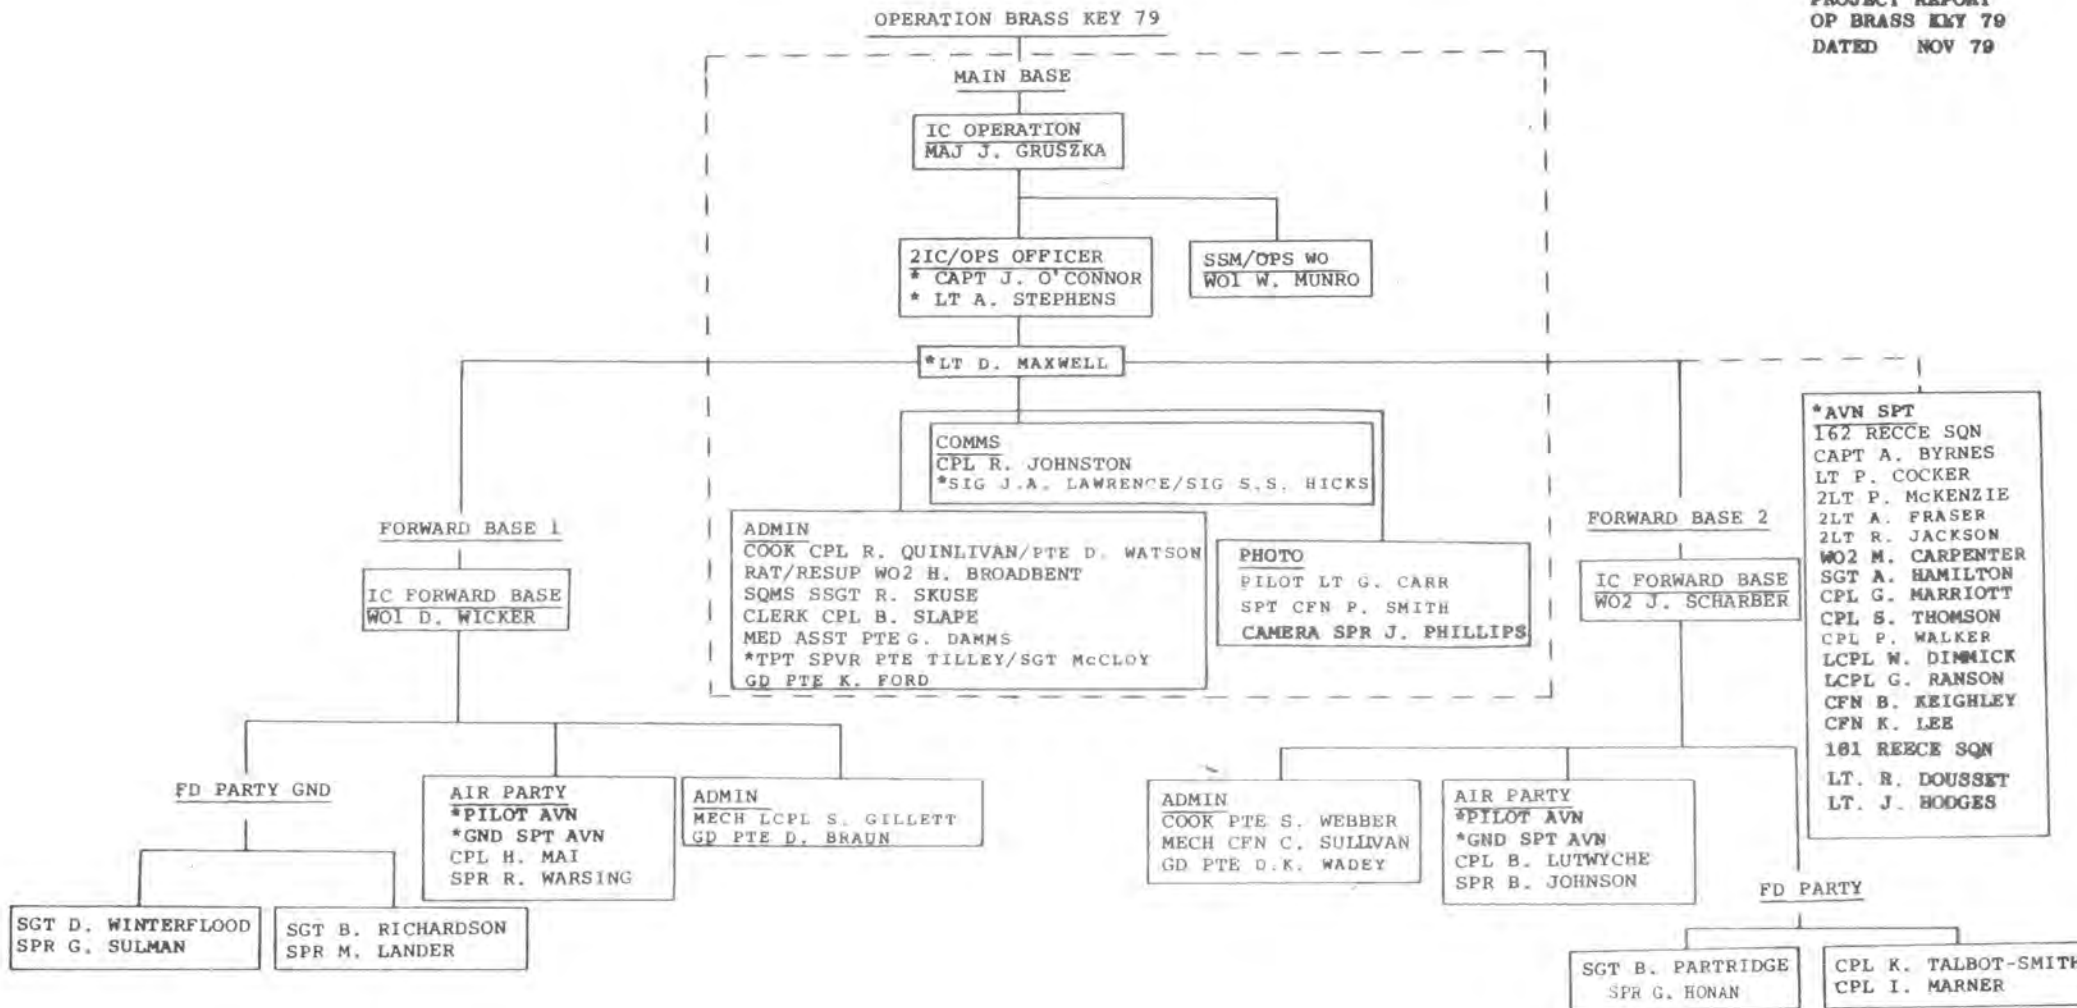 PROJECT REPORT
OP BRASS KEY 79
DATED NOV 79
OPERATION BRASS KEY 79
MAIN BASE
IC OPERATION
MAJ J. GRUSZKA
2IC/OPS OFFICER
* CAPT J. O'CONNOR
* LT A. STEPHENS
SSM/OPS WO
WO1 W. MUNRO
*LT D. MAXWELL
COMMS
CPL R. JOHNSTON
*SIG J.A. LAWRENCE/SIG S.S. HICKS
ADMIN
COOK CPL R. QUINLIVAN/PTE D. WATSON
RAT/RESUP WO2 H. BROADBENT
SQMS SSGT R. SKUSE
CLERK CPL B. SLAPE
MED ASST PTE G. DAMMS
*TPT SPVR PTE TILLEY/SGT McCLOY
GD PTE K. FORD
PHOTO
PILOT LT G. CARR
SPT CFN P. SMITH
CAMERA SPR J. PHILLIPS
FORWARD BASE 1
IC FORWARD BASE
WO1 D. WICKER
FD PARTY GND
SGT D. WINTERFLOOD
SPR G. SULMAN
SGT B. RICHARDSON
SPR M. LANDER
AIR PARTY
*PILOT AVN
*GND SPT AVN
CPL H. MAI
SPR R. WARSING
ADMIN
MECH LCPL S. GILLETT
GD PTE D. BRAUN
FORWARD BASE 2
IC FORWARD BASE
WO2 J. SCHARBER
ADMIN
COOK PTE S. WEBBER
MECH CFN C. SULLIVAN
GD PTE D.K. WADEY
AIR PARTY
*PILOT AVN
*GND SPT AVN
CPL B. LUTWYCHE
SPR B. JOHNSON
FD PARTY
SGT B. PARTRIDGE
SPR G. HONAN
CPL K. TALBOT-SMITH
CPL I. MARNER
*AVN SPT
162 RECCE SQN
CAPT A. BYRNES
LT P. COCKER
2LT P. McKENZIE
2LT A. FRASER
2LT R. JACKSON
WO2 M. CARPENTER
SGT A. HAMILTON
CPL G. MARRIOTT
CPL S. THOMSON
CPL P. WALKER
LCPL W. DIMMICK
LCPL G. RANSON
CFN B. KEIGHLEY
CFN K. LEE
161 REECE SQN
LT. R. DOUSSET
LT. J. HODGES